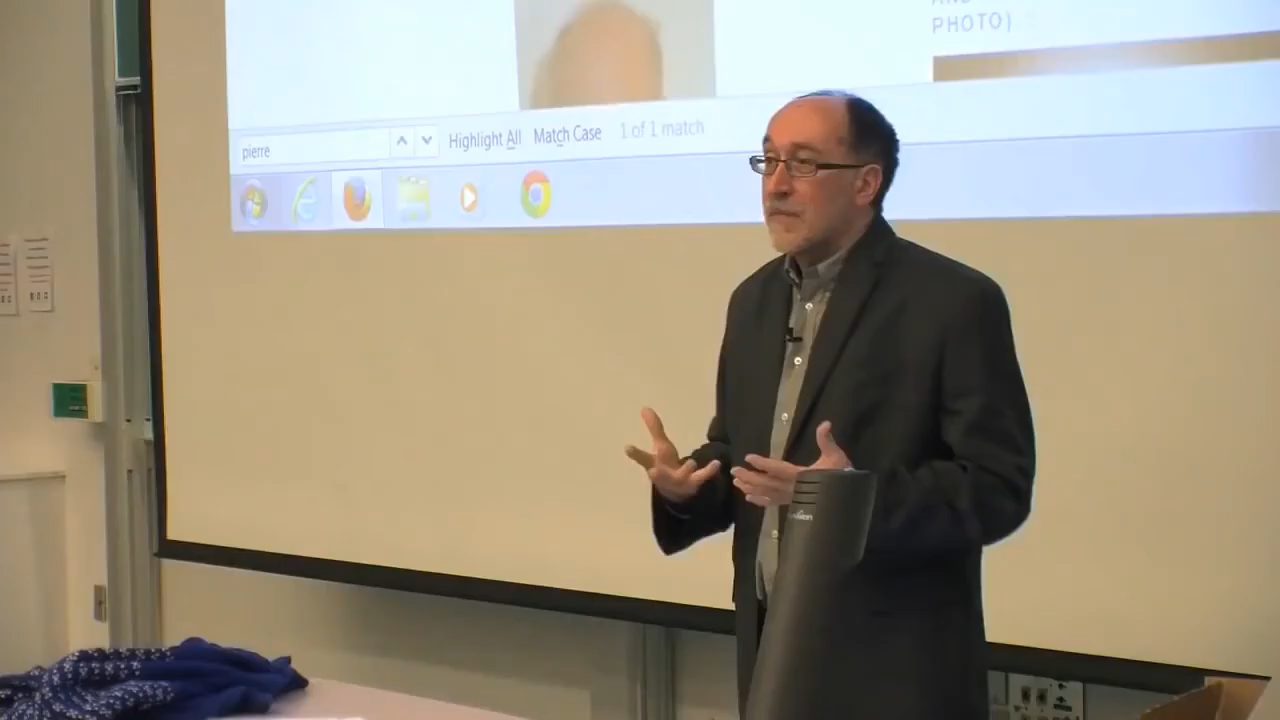 PHOTO)
pierre
Highlight All
Match Case
1 of 1 match